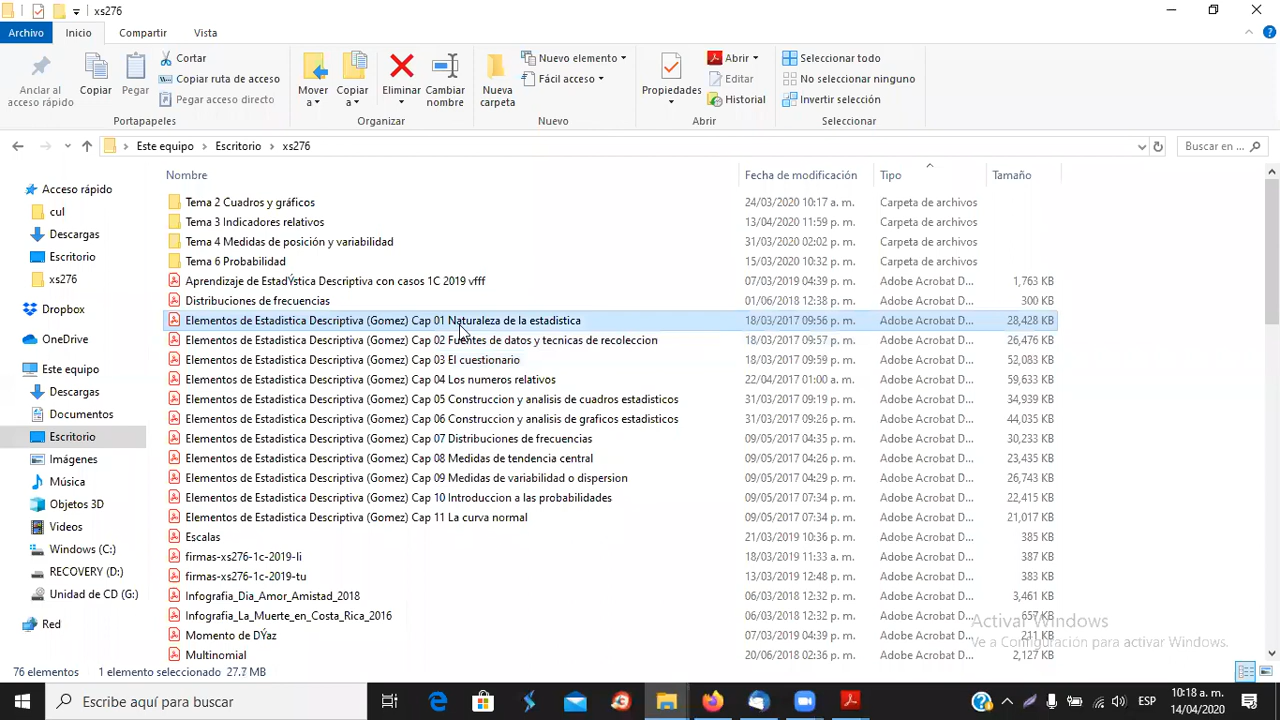 xs276
Archivo Inicio Compartir Vista
Anclar al acceso rápido
Copiar
Pegar
Cortar
Copiar ruta de acceso
Pegar acceso directo
Portapapeles
Mover a
Copiar a
Eliminar
Cambiar nombre
Organizar
Nueva carpeta
Nuevo elemento
Fácil acceso
Nuevo
Propiedades
Abrir
Editar
Historial
Abrir
Seleccionar todo
No seleccionar ninguno
Invertir selección
Seleccionar
Este equipo Escritorio xs276
Buscar en ...
Nombre Fecha de modificación Tipo Tamaño
Acceso rápido
cul
Descargas
Escritorio
xs276
Dropbox
OneDrive
Este equipo
Descargas
Documentos
Escritorio
Imágenes
Música
Objetos 3D
Videos
Windows (C:)
RECOVERY (D:)
Unidad de CD (G:)
Red
Tema 2 Cuadros y gráficos 24/03/2020 10:17 a. m. Carpeta de archivos
Tema 3 Indicadores relativos 13/04/2020 11:59 p. m. Carpeta de archivos
Tema 4 Medidas de posición y variabilidad 31/03/2020 02:02 p. m. Carpeta de archivos
Tema 6 Probabilidad 15/03/2020 10:32 p. m. Carpeta de archivos
Aprendizaje de EstadÝstica Descriptiva con casos 1C 2019 vfff 07/03/2019 04:39 p. m. Adobe Acrobat D... 1,763 KB
Distribuciones de frecuencias 01/06/2018 12:38 p. m. Adobe Acrobat D... 300 KB
Elementos de Estadistica Descriptiva (Gomez) Cap 01 Naturaleza de la estadistica 18/03/2017 09:56 p. m. Adobe Acrobat D... 28,428 KB
Elementos de Estadistica Descriptiva (Gomez) Cap 02 Fuentes de datos y tecnicas de recoleccion 18/03/2017 09:57 p. m. Adobe Acrobat D... 26,476 KB
Elementos de Estadistica Descriptiva (Gomez) Cap 03 El cuestionario 18/03/2017 09:59 p. m. Adobe Acrobat D... 52,083 KB
Elementos de Estadistica Descriptiva (Gomez) Cap 04 Los numeros relativos 22/04/2017 01:00 a. m. Adobe Acrobat D... 59,633 KB
Elementos de Estadistica Descriptiva (Gomez) Cap 05 Construccion y analisis de cuadros estadisticos 31/03/2017 09:19 p. m. Adobe Acrobat D... 34,939 KB
Elementos de Estadistica Descriptiva (Gomez) Cap 06 Construccion y analisis de graficos estadisticos 31/03/2017 09:26 p. m. Adobe Acrobat D... 44,035 KB
Elementos de Estadistica Descriptiva (Gomez) Cap 07 Distribuciones de frecuencias 09/05/2017 04:35 p. m. Adobe Acrobat D... 30,233 KB
Elementos de Estadistica Descriptiva (Gomez) Cap 08 Medidas de tendencia central 09/05/2017 04:26 p. m. Adobe Acrobat D... 23,435 KB
Elementos de Estadistica Descriptiva (Gomez) Cap 09 Medidas de variabilidad o dispersion 09/05/2017 04:29 p. m. Adobe Acrobat D... 26,743 KB
Elementos de Estadistica Descriptiva (Gomez) Cap 10 Introduccion a las probabilidades 09/05/2017 07:34 p. m. Adobe Acrobat D... 22,415 KB
Elementos de Estadistica Descriptiva (Gomez) Cap 11 La curva normal 09/05/2017 07:34 p. m. Adobe Acrobat D... 21,017 KB
Escalas 21/03/2019 10:36 p. m. Adobe Acrobat D... 385 KB
firmas-xs276-1c-2019-li 18/03/2019 11:33 a. m. Adobe Acrobat D... 387 KB
firmas-xs276-1c-2019-tu 13/03/2019 12:48 p. m. Adobe Acrobat D... 383 KB
Infografia_Dia_Amor_Amistad_2018 06/03/2018 12:32 p. m. Adobe Acrobat D... 3,461 KB
Infografia_La_Muerte_en_Costa_Rica_2016 06/03/2018 12:32 p. m. Adobe Acrobat D... 657 KB
Momento de DÝaz 07/03/2019 04:39 p. m. Adobe Acrobat D... 211 KB
Multinomial 20/06/2018 02:36 p. m. Adobe Acrobat D... 2,127 KB
Activar Windows
Ve a Configuración para activar Windows.
76 elementos 1 elemento seleccionado 27.7 MB
Escribe aquí para buscar
ESP
10:18 a. m.
14/04/2020